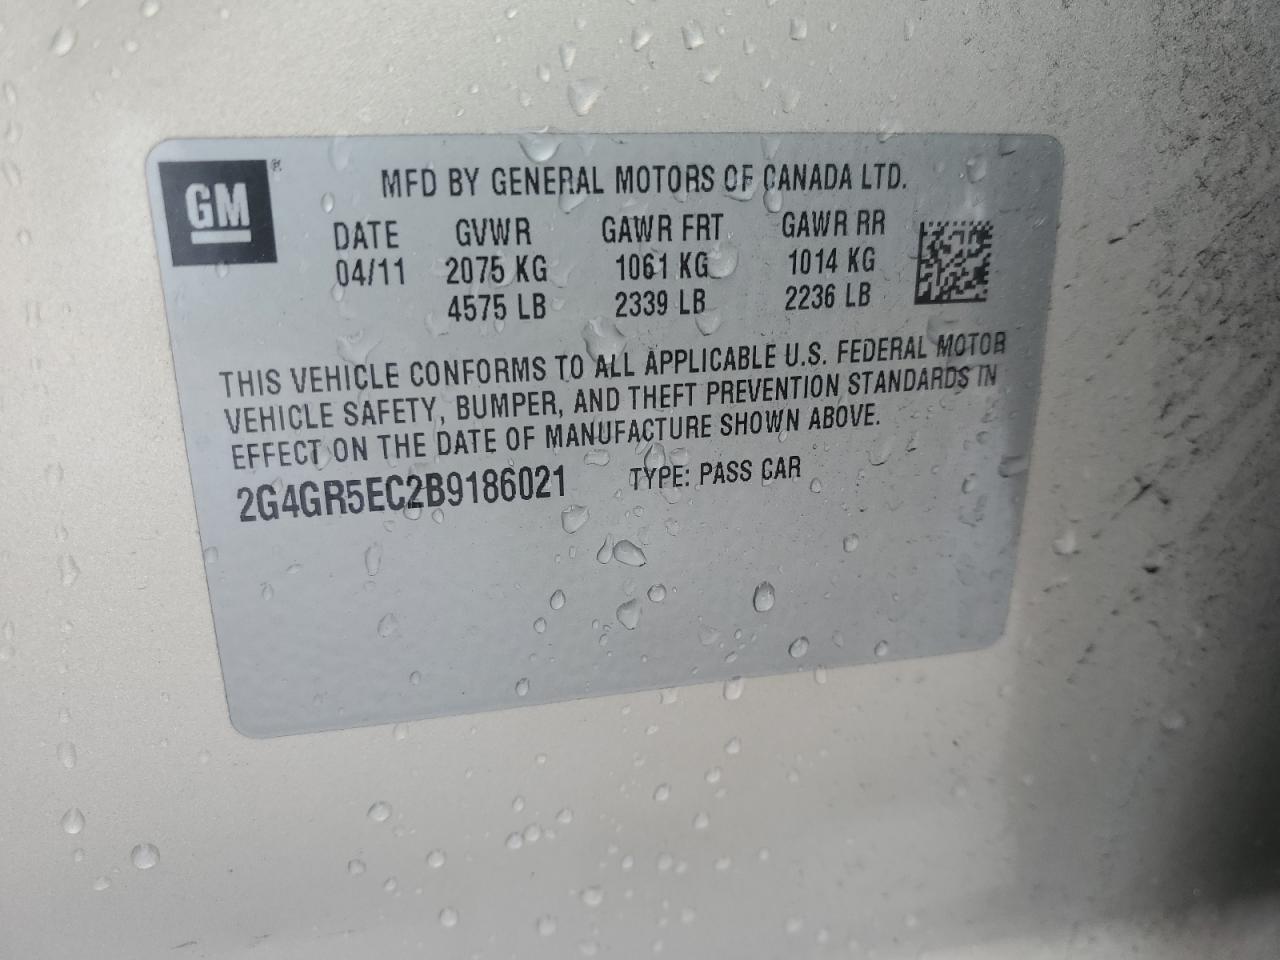 GM
MFD BY GENERAL MOTORS OF CANADA LTD.
DATE GVWR GAWR FRT GAWR RR
04/11 2075 KG 1061 KG 1014 KG
4575 LB 2339 LB 2236 LB
THIS VEHICLE CONFORMS TO ALL APPLICABLE U.S. FEDERAL MOTOR
VEHICLE SAFETY, BUMPER, AND THEFT PREVENTION STANDARDS IN
EFFECT ON THE DATE OF MANUFACTURE SHOWN ABOVE.
2G4GR5EC2B9186021 TYPE: PASS CAR